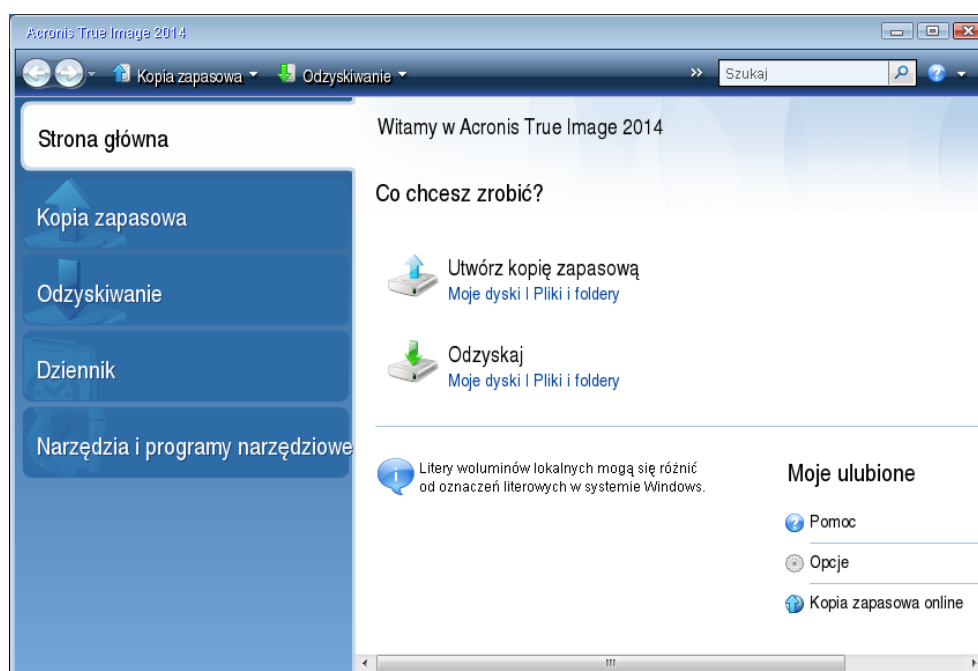 Acronis True Image 2014
Kopia zapasowa
Odzyskiwanie
»
Szukaj
Strona główna
Kopia zapasowa
Odzyskiwanie
Dziennik
Narzędzia i programy narzędziowe
Witamy w Acronis True Image 2014
Co chcesz zrobić?
Utwórz kopię zapasową
Moje dyski | Pliki i foldery
Odzyskaj
Moje dyski | Pliki i foldery
Litery woluminów lokalnych mogą się różnić
od oznaczeń literowych w systemie Windows.
Moje ulubione
Pomoc
Opcje
Kopia zapasowa online